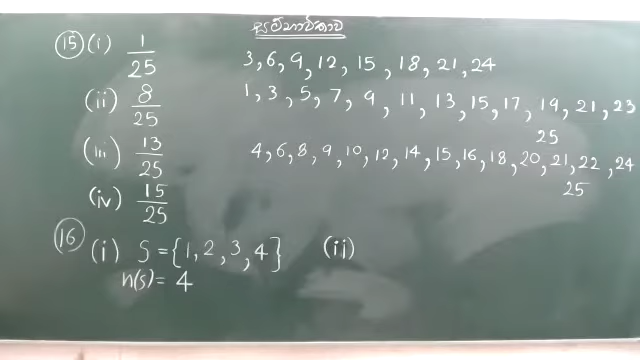 සම්භාවිතාව
15 (i) 1/25 3, 6, 9, 12, 15, 18, 21, 24
(ii) 8/25 1, 3, 5, 7, 9, 11, 13, 15, 17, 19, 21, 23
25
(iii) 13/25 4, 6, 8, 9, 10, 12, 14, 15, 16, 18, 20, 21, 22, 24
25
(iv) 15/25
16 (i) S = {1, 2, 3, 4} (ii)
n(s) = 4